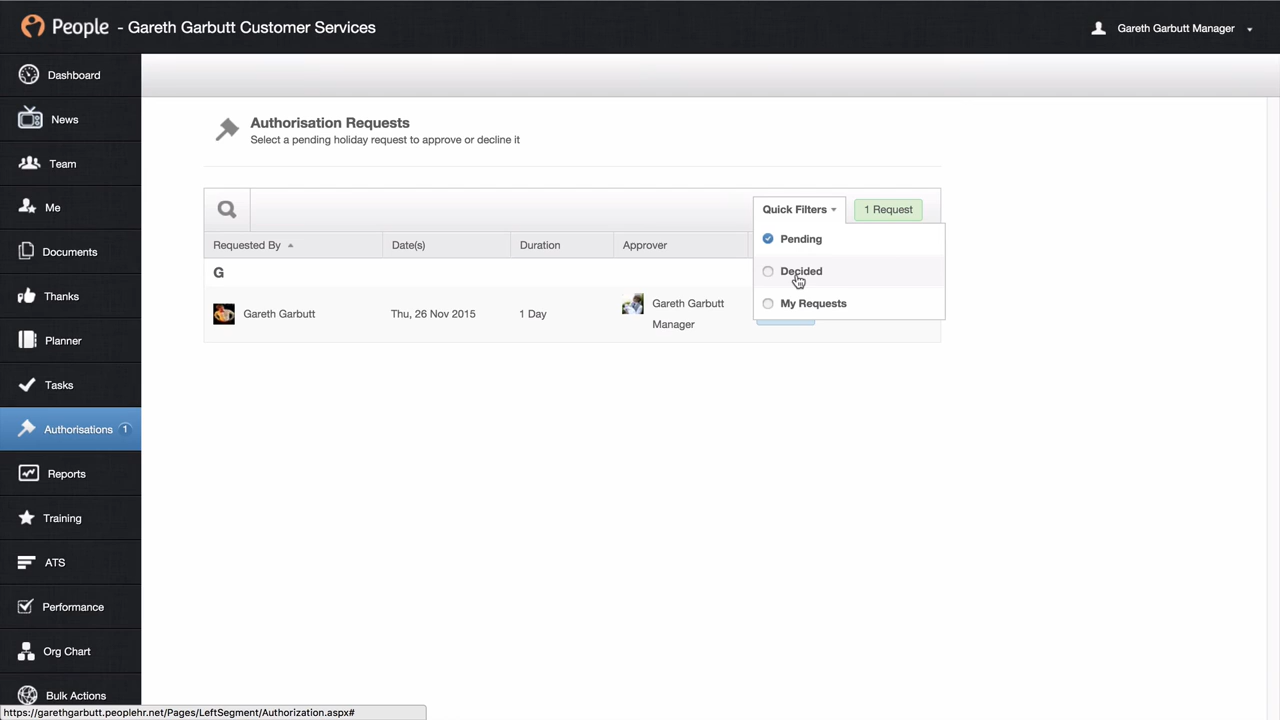 People - Gareth Garbutt Customer Services
Gareth Garbutt Manager
Dashboard
News
Team
Me
Documents
Thanks
Planner
Tasks
Authorisations 1
Reports
Training
ATS
Performance
Org Chart
Bulk Actions
Authorisation Requests
Select a pending holiday request to approve or decline it
Quick Filters
1 Request
Pending
Decided
My Requests
Requested By
Date(s)
Duration
Approver
G
Gareth Garbutt
Thu, 26 Nov 2015
1 Day
Gareth Garbutt
Manager
https://garethgarbutt.peoplehr.net/Pages/LeftSegment/Authorization.aspx#